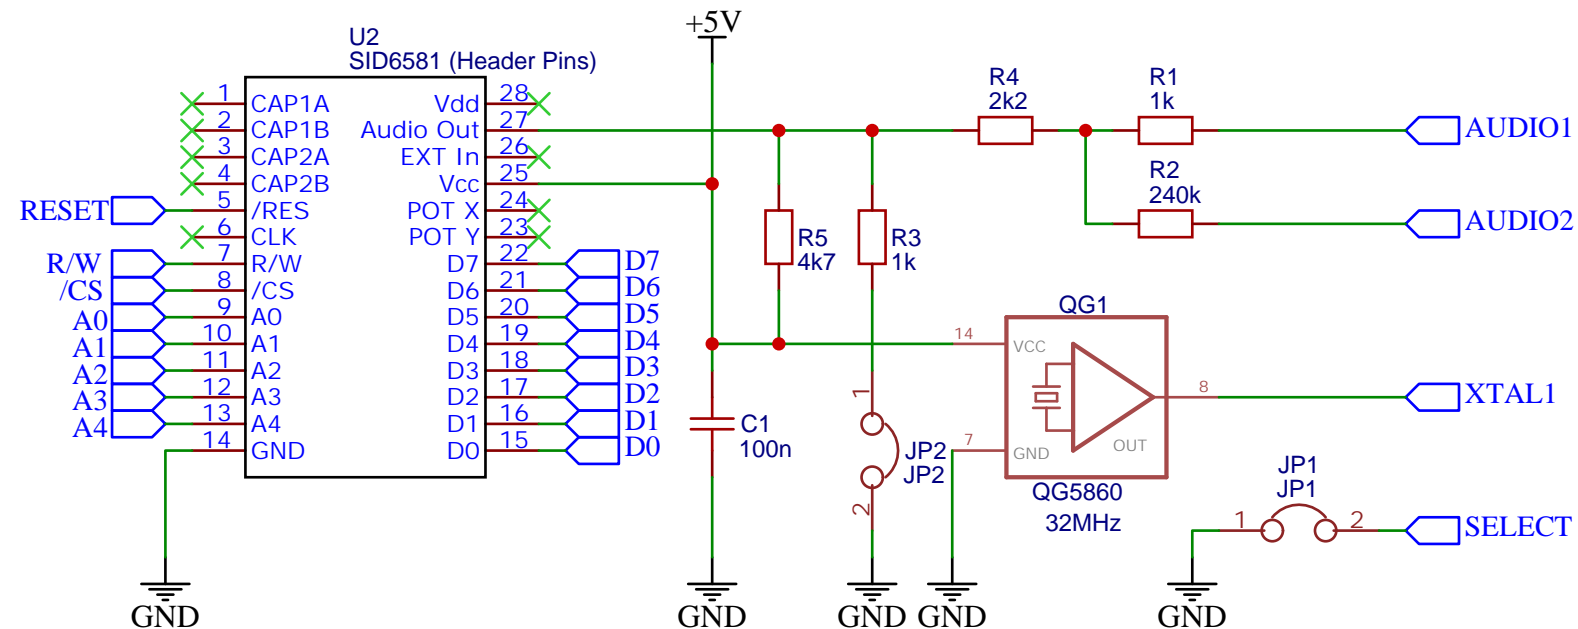 +5V
U2
SID6581 (Header Pins)
1 CAP1A Vdd 28
2 CAP1B Audio Out 27
3 CAP2A EXT In 26
4 CAP2B Vcc 25
RESET 5 /RES POT X 24
6 CLK POT Y 23
R/W 7 R/W D7 22 D7
/CS 8 /CS D6 21 D6
A0 9 A0 D5 20 D5
A1 10 A1 D4 19 D4
A2 11 A2 D3 18 D3
A3 12 A3 D2 17 D2
A4 13 A4 D1 16 D1
14 GND D0 15 D0
GND
R4
2k2
R1
1k
AUDIO1
R2
240k
AUDIO2
R5
4k7
R3
1k
C1
100n
GND
1
JP2
JP2
2
GND
QG1
14 VCC
7 GND
OUT 8
QG5860
32MHz
GND
XTAL1
JP1
JP1
1 2
SELECT
GND